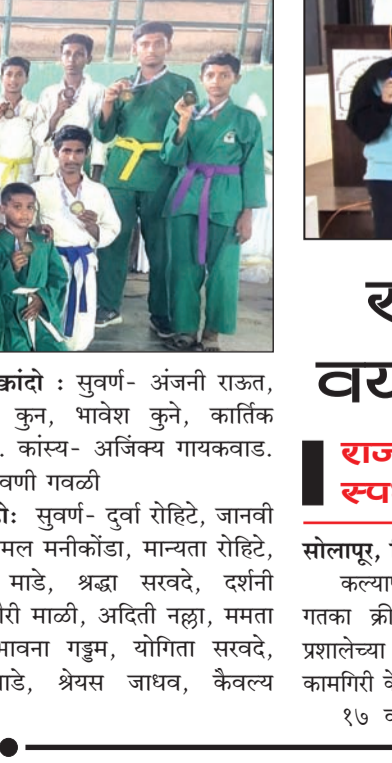 क्वांदो : सुवर्ण- अंजनी राऊत,
कुन, भावेश कुने, कार्तिक
. कांस्य- अजिंक्य गायकवाड.
वणी गवळी
सुवर्ण- दुर्वा रोहिटे, जानवी
मल मनीकोंडा, मान्यता रोहिटे,
माडे, श्रद्धा सरवदे, दर्शनी
री माळी, अदिती नल्ला, ममता
भावना गड्डम, योगिता सरवदे,
माडे, श्रेयस जाधव, कैवल्य
वय
राज
स्प
सोलापूर,
कल्या
गतका क्री
प्रशालेच्या
कामगिरी के
१७ व